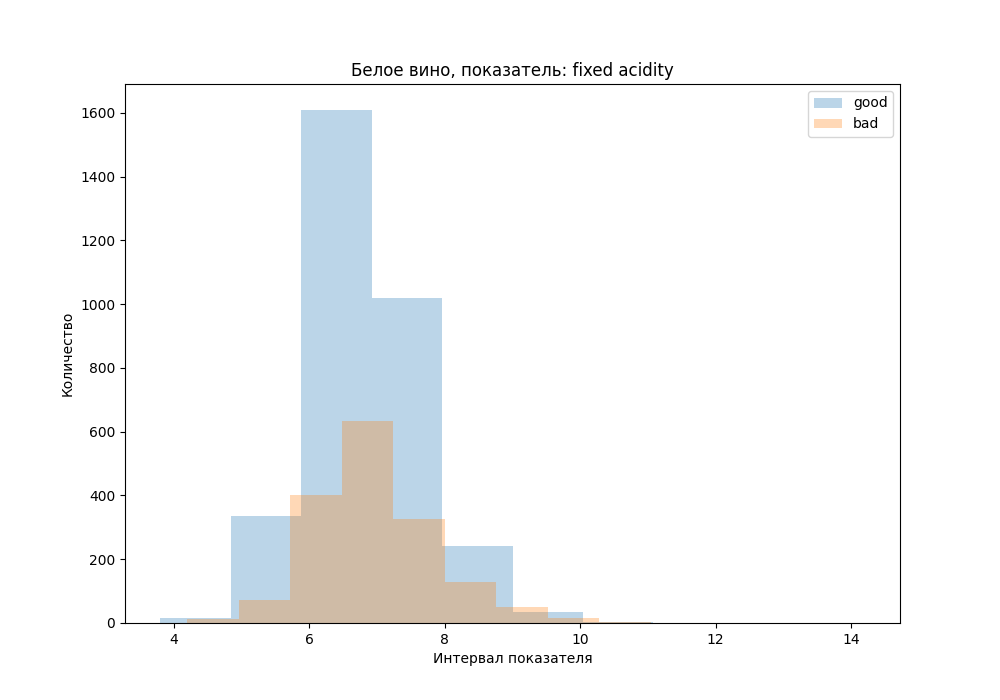 Белое вино, показатель: fixed acidity
good
bad
1600
1400
1200
1000
800
600
400
200
0
Количество
4 6 8 10 12 14
Интервал показателя